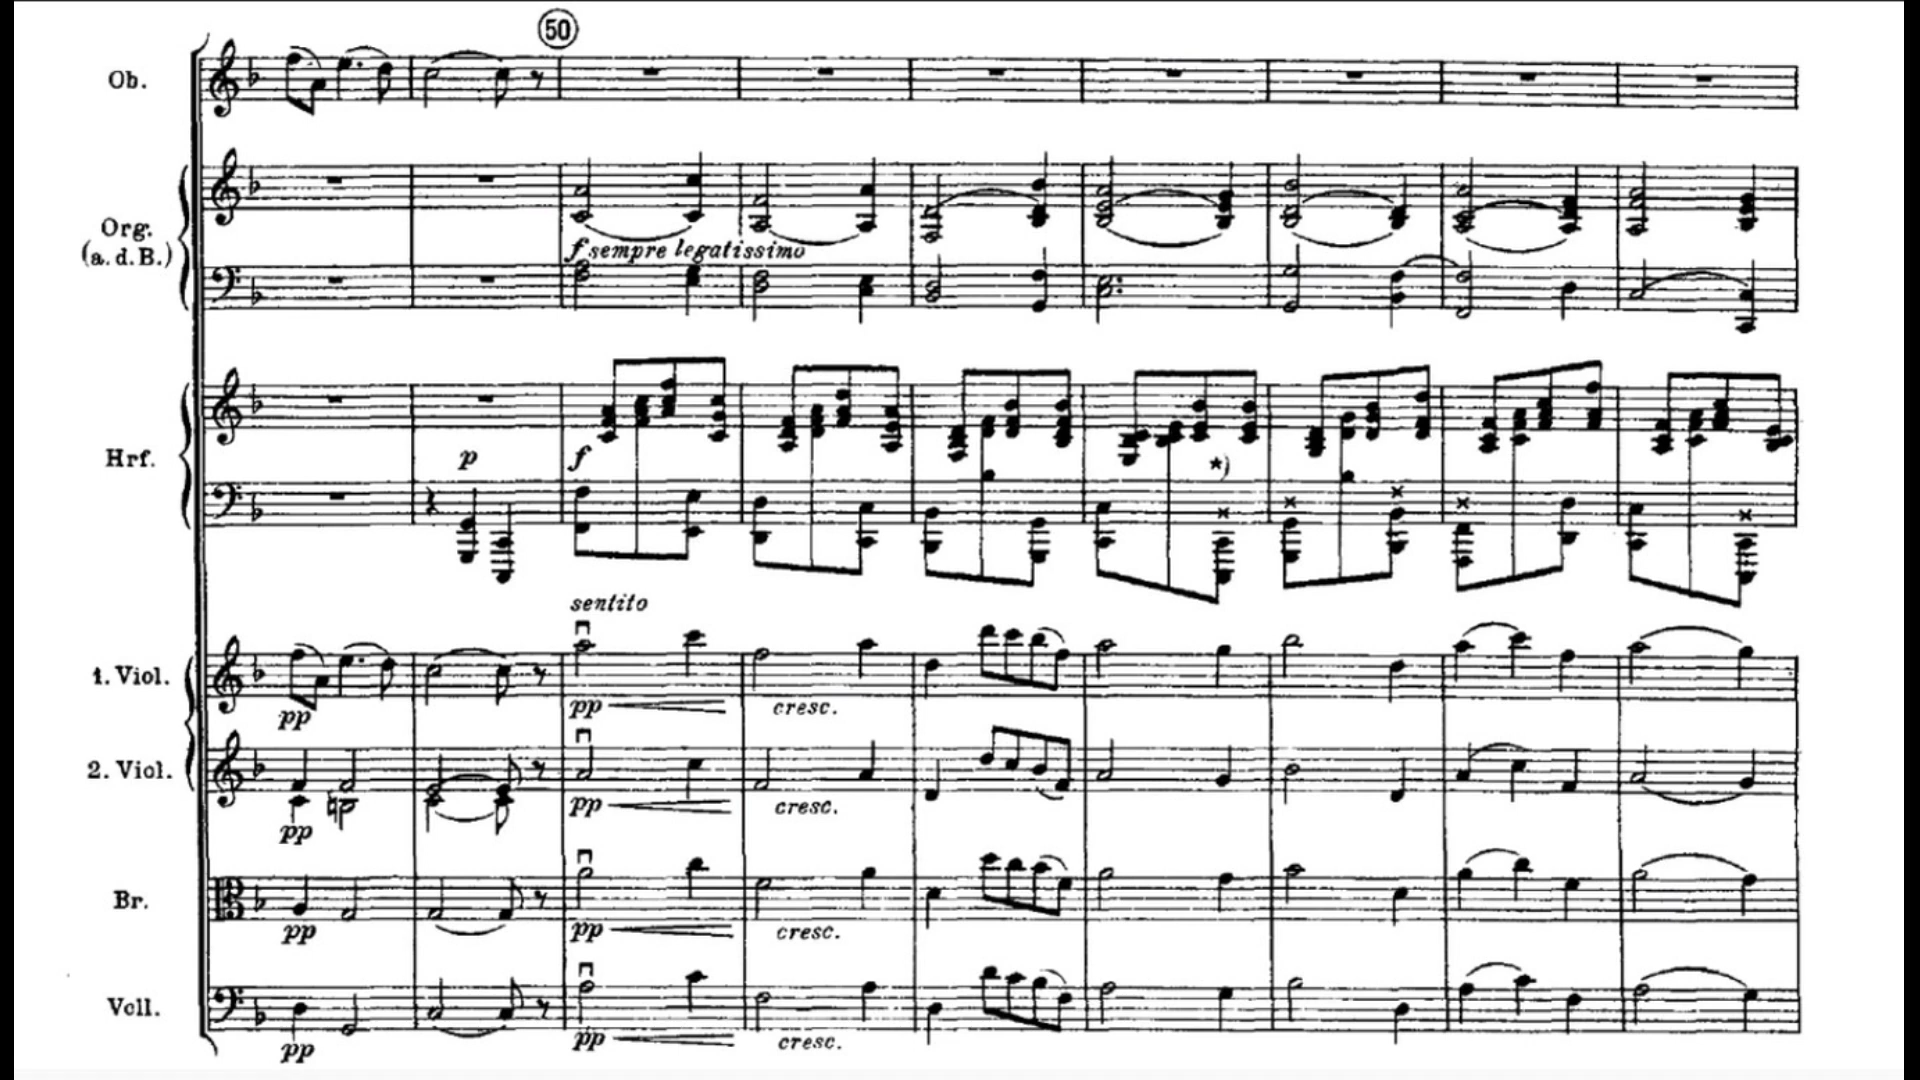 50
Ob.
Org.
(a.d.B.)
f sempre legatissimo
Hrf.
p
f
*)
sentito
1. Viol.
pp
pp
cresc.
2. Viol.
pp
pp
cresc.
Br.
pp
pp
cresc.
Vcll.
pp
pp
cresc.